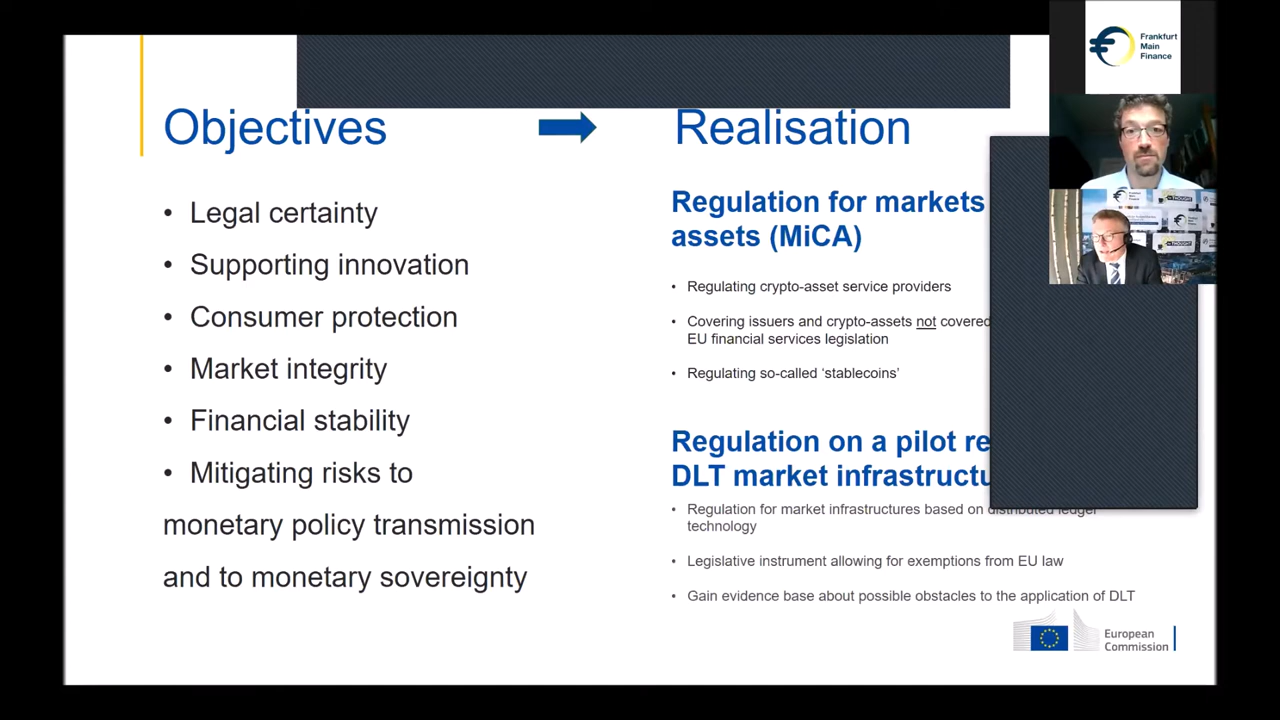 Objectives
Realisation
• Legal certainty
• Supporting innovation
• Consumer protection
• Market integrity
• Financial stability
• Mitigating risks to
monetary policy transmission
and to monetary sovereignty
Regulation for markets
assets (MiCA)
• Regulating crypto-asset service providers
• Covering issuers and crypto-assets not covered
EU financial services legislation
• Regulating so-called ‘stablecoins’
Regulation on a pilot re
DLT market infrastructu
• Regulation for market infrastructures based on distributed ledger
technology
• Legislative instrument allowing for exemptions from EU law
• Gain evidence base about possible obstacles to the application of DLT
European
Commission
Frankfurt
Main
Finance